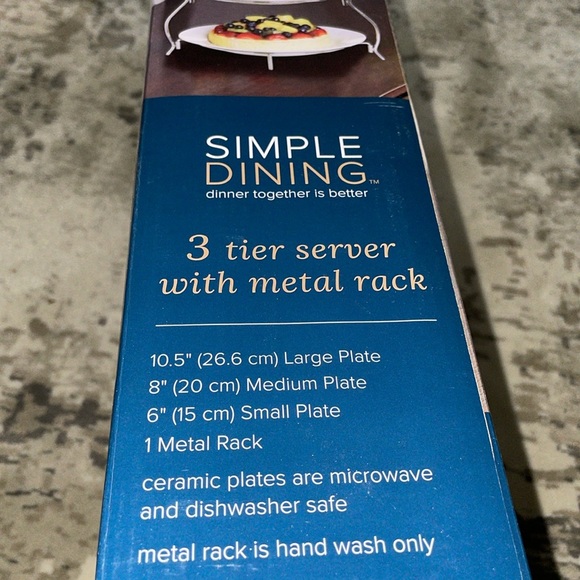 SIMPLE
DINING™
dinner together is better
3 tier server
with metal rack
10.5" (26.6 cm) Large Plate
8" (20 cm) Medium Plate
6" (15 cm) Small Plate
1 Metal Rack
ceramic plates are microwave
and dishwasher safe
metal rack is hand wash only